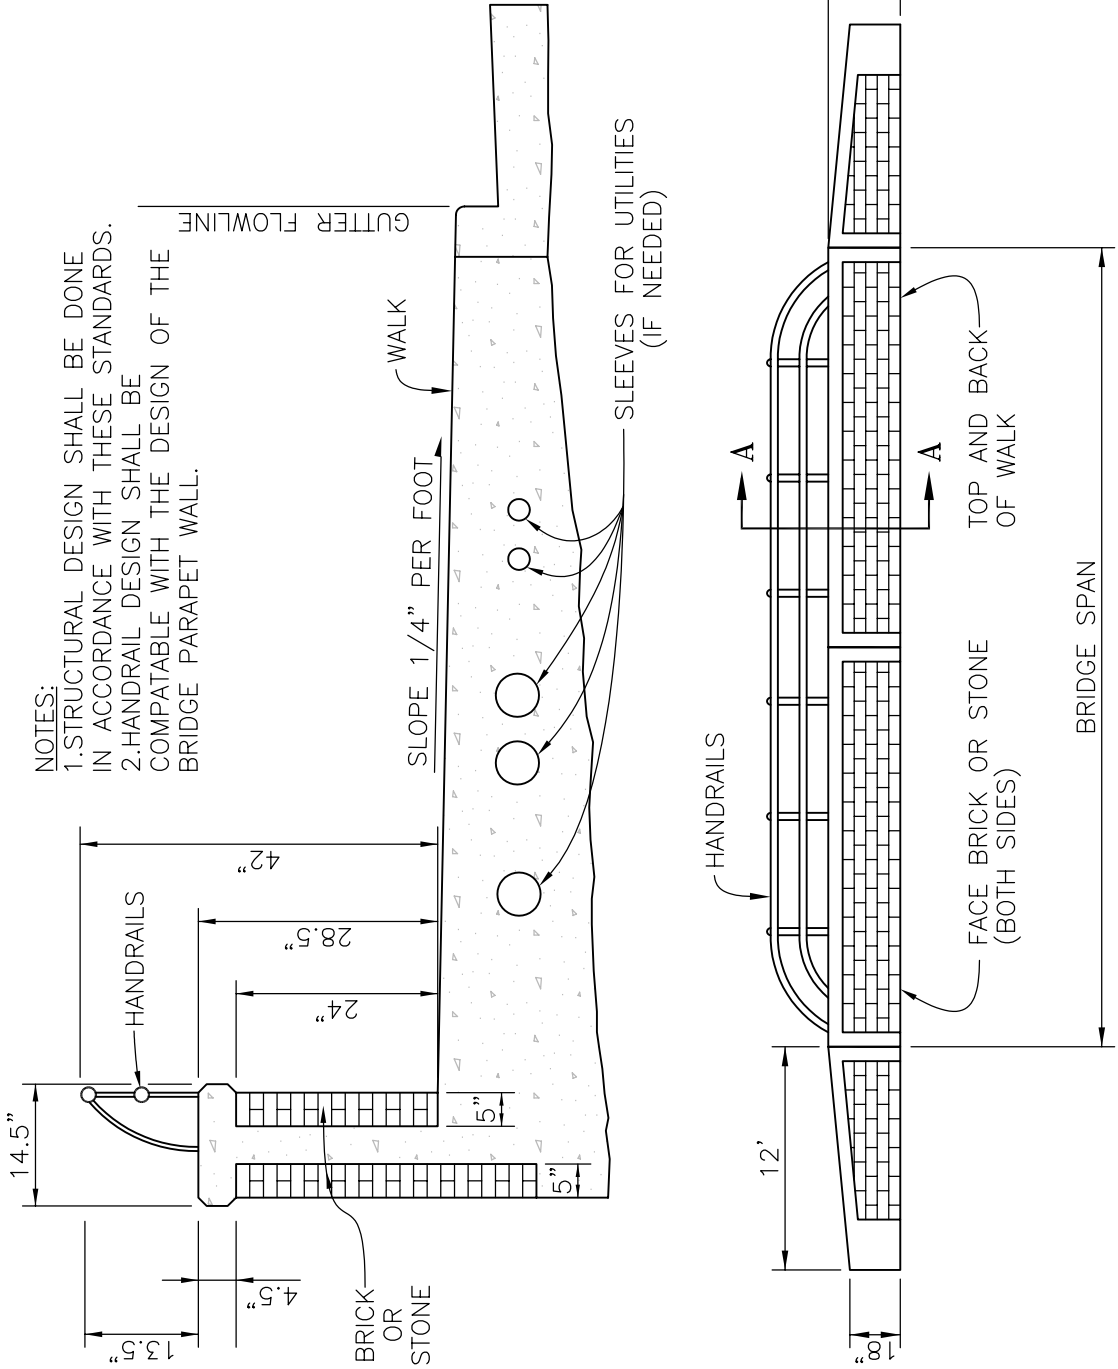 NOTES:
1.STRUCTURAL DESIGN SHALL BE DONE
IN ACCORDANCE WITH THESE STANDARDS.
2.HANDRAIL DESIGN SHALL BE
COMPATABLE WITH THE DESIGN OF THE
BRIDGE PARAPET WALL.
14.5"
HANDRAILS
42"
28.5"
24"
13.5"
4.5"
5"
5"
BRICK
OR
STONE
SLOPE 1/4" PER FOOT
WALK
GUTTER FLOWLINE
SLEEVES FOR UTILITIES
(IF NEEDED)
HANDRAILS
A
A
12'
18"
FACE BRICK OR STONE
(BOTH SIDES)
TOP AND BACK
OF WALK
BRIDGE SPAN